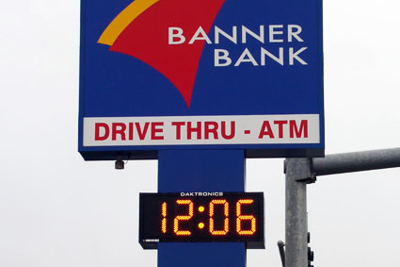 BANNER
BANK
DRIVE THRU - ATM
DAKTRONICS
12:06